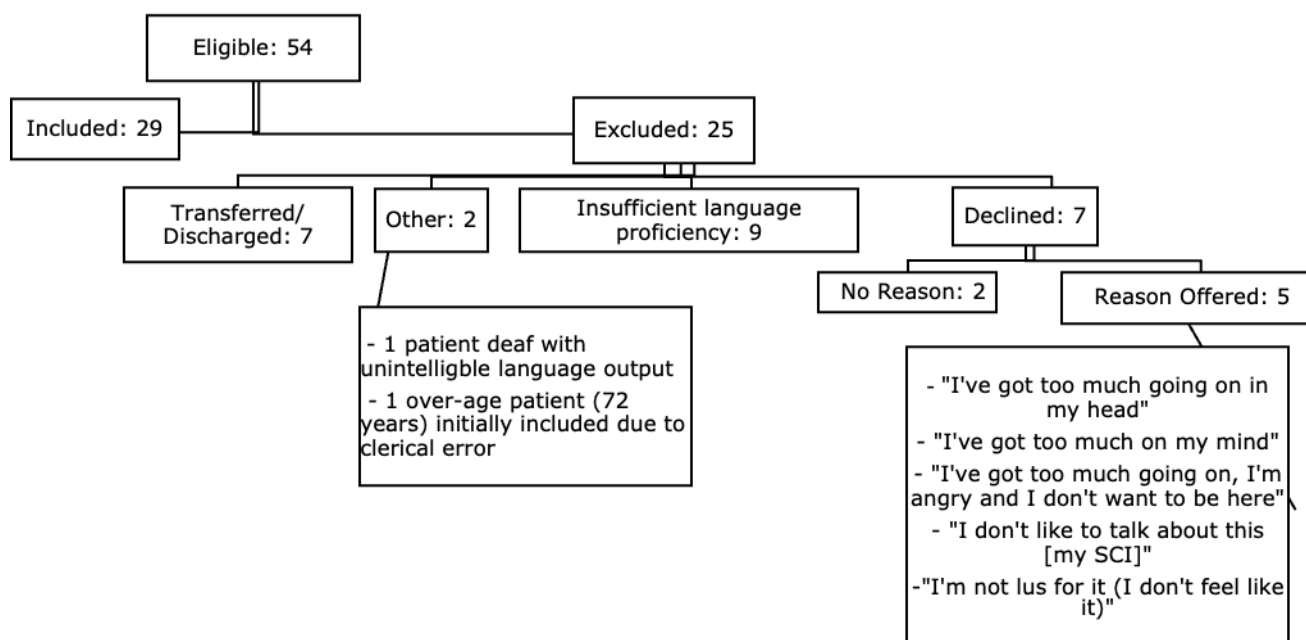 Eligible: 54
Included: 29
Excluded: 25
Transferred/
Discharged: 7
Other: 2
Insufficient language
proficiency: 9
Declined: 7
No Reason: 2
Reason Offered: 5
- 1 patient deaf with
unintelligble language output
- 1 over-age patient (72
years) initially included due to
clerical error
- "I've got too much going on in
my head"
- "I've got too much on my mind"
- "I've got too much going on, I'm
angry and I don't want to be here"
- "I don't like to talk about this
[my SCI]"
-"I'm not lus for it (I don't feel like
it)"